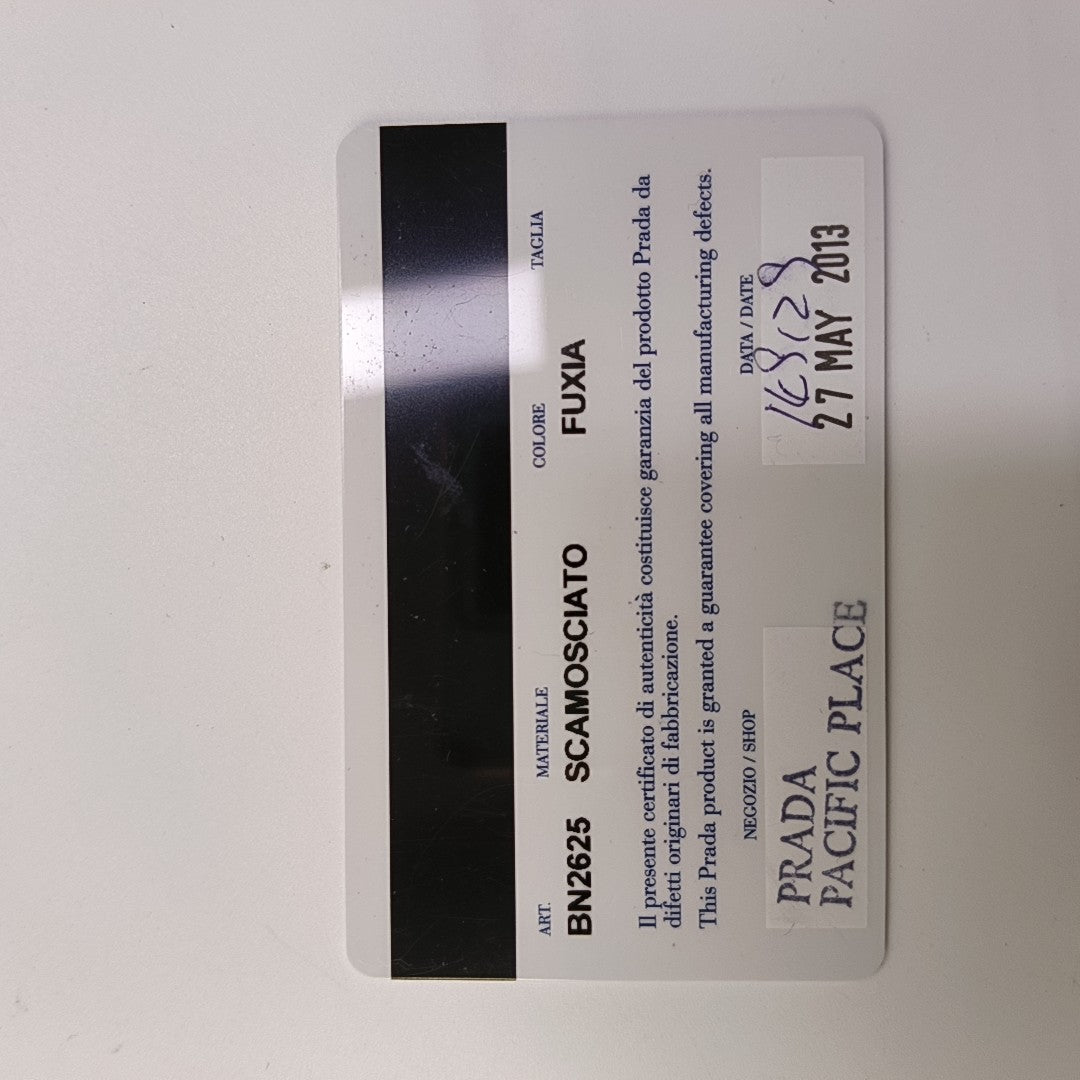 ART. MATERIALE COLORE TAGLIA
BN2625 SCAMOSCIATO FUXIA
Il presente certificato di autenticità costituisce garanzia del prodotto Prada da
difetti originari di fabbricazione.
This Prada product is granted a guarantee covering all manufacturing defects.
NEGOZIO / SHOP
PRADA
PACIFIC PLACE
DATA / DATE
27 MAY 2013